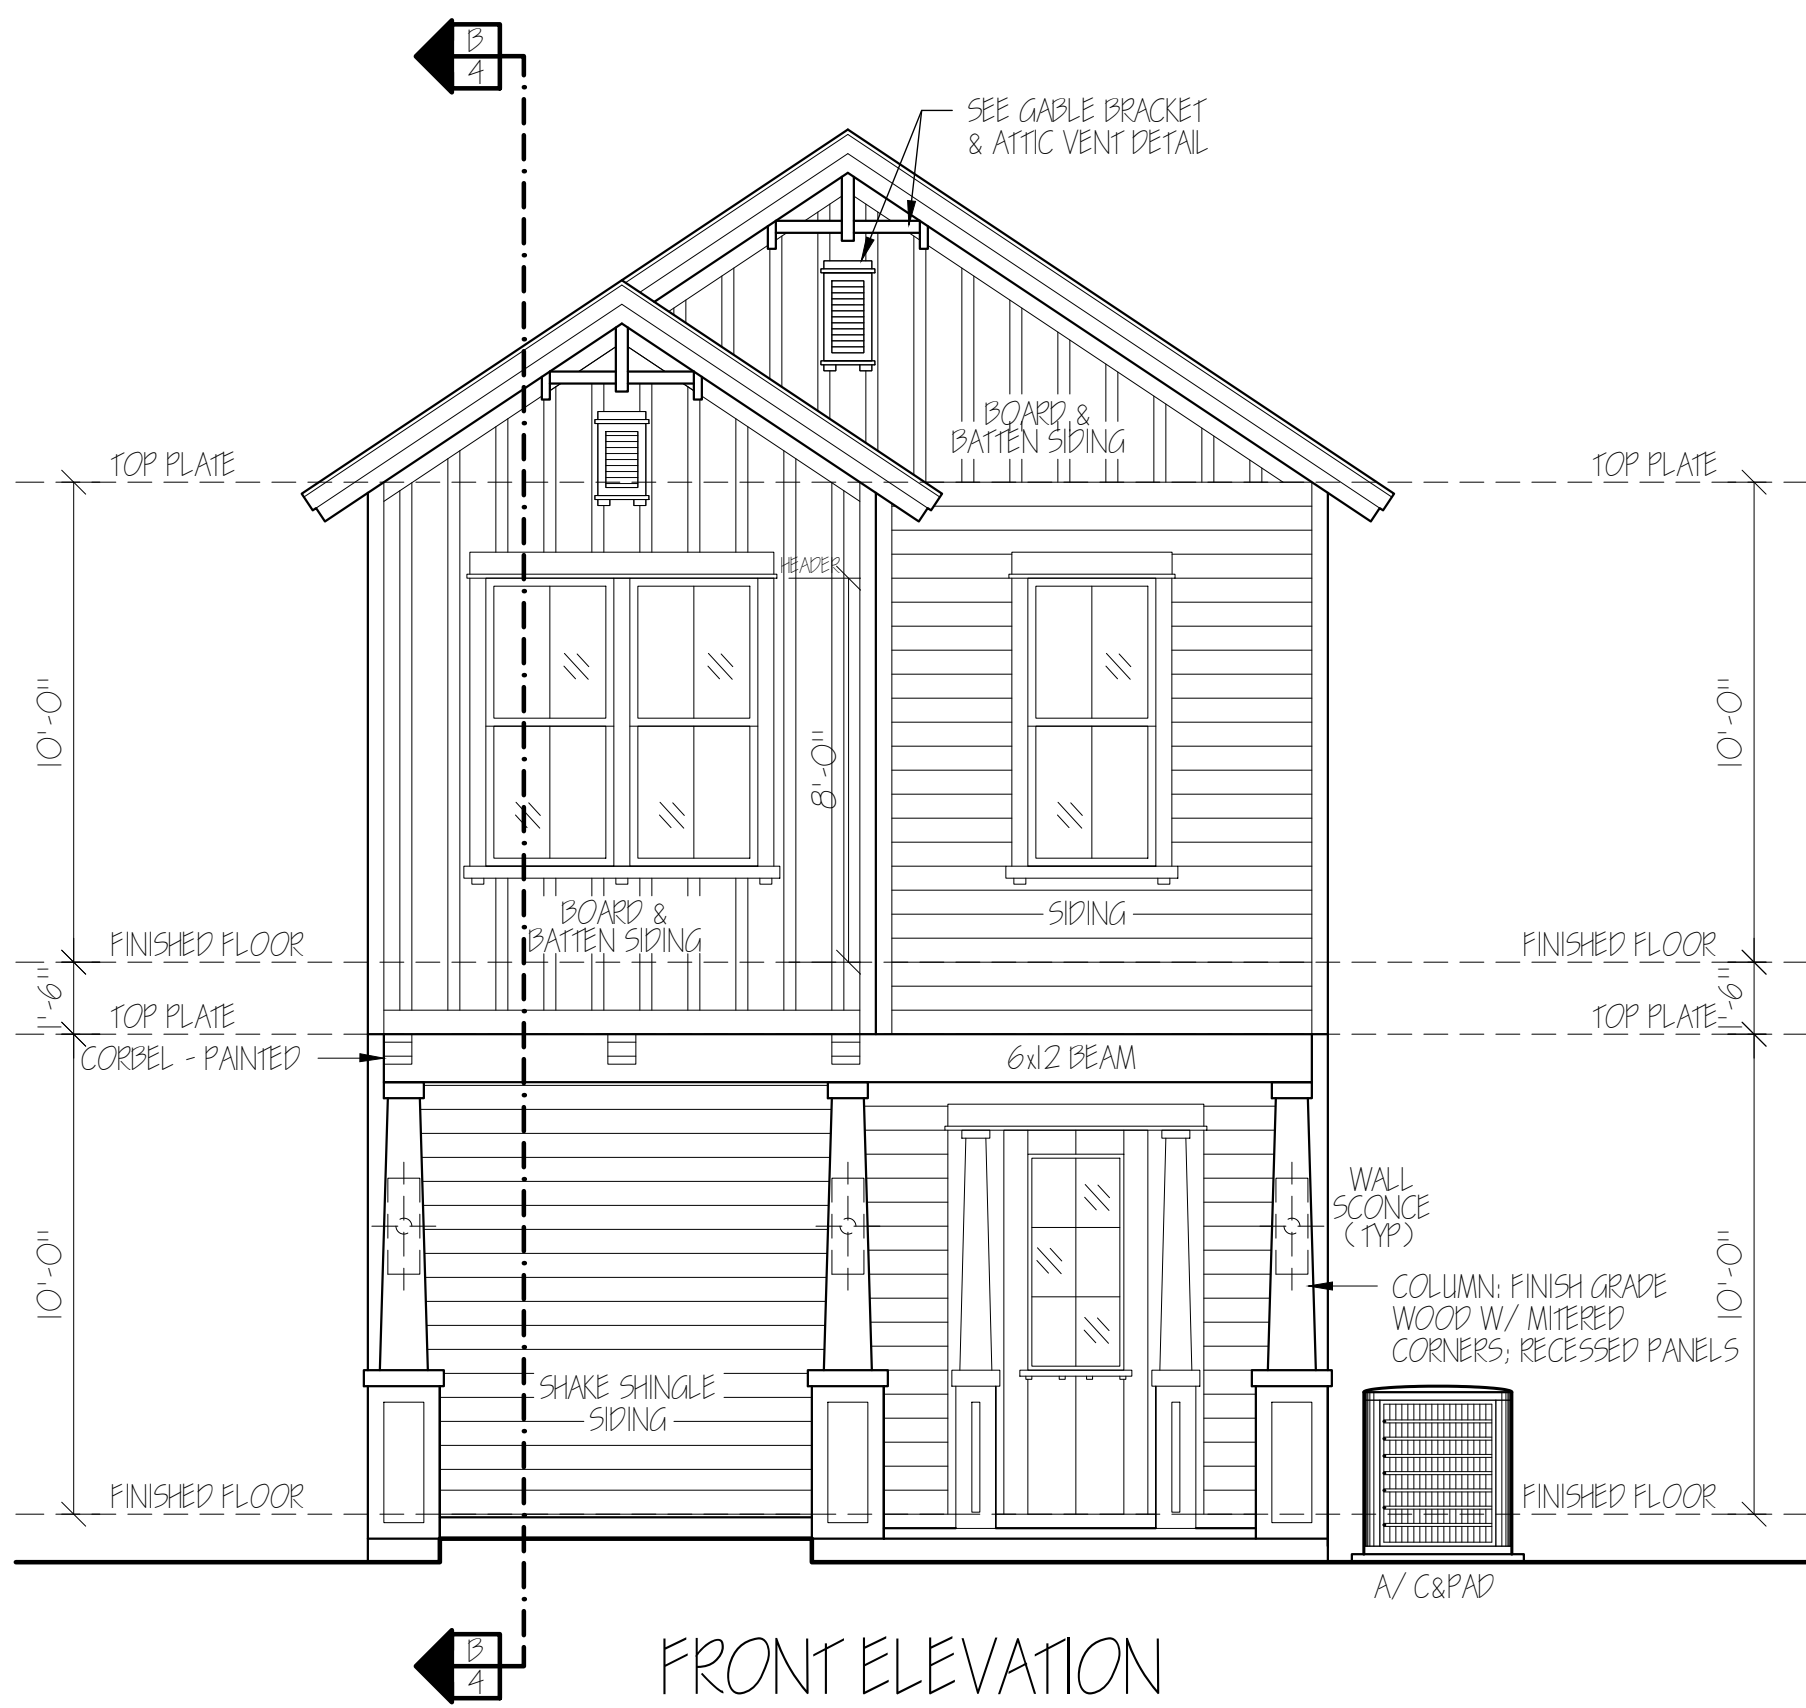 B
4
SEE GABLE BRACKET
& ATTIC VENT DETAIL
BOARD &
BATTEN SIDING
TOP PLATE
TOP PLATE
HEADER
10'-0"
8'-0"
10'-0"
SIDING
BOARD &
BATTEN SIDING
FINISHED FLOOR
FINISHED FLOOR
1'-6"
1'-6"
TOP PLATE
TOP PLATE
CORBEL - PAINTED
6x12 BEAM
WALL
SCONCE
(TYP)
10'-0"
10'-0"
COLUMN: FINISH GRADE
WOOD W/ MITERED
CORNERS; RECESSED PANELS
SHAKE SHINGLE
SIDING
FINISHED FLOOR
FINISHED FLOOR
A/C&PAD
B
4
FRONT ELEVATION